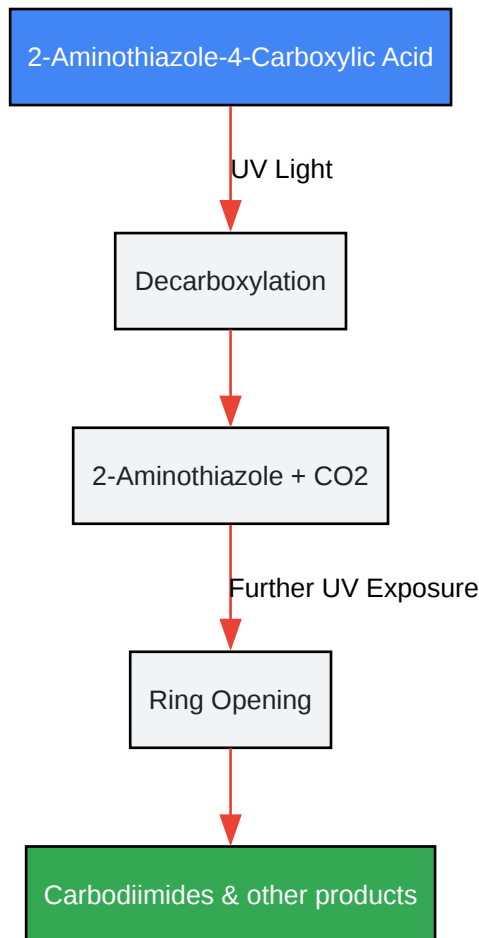 2-Aminothiazole-4-Carboxylic Acid
UV Light
Decarboxylation
2-Aminothiazole + CO2
Further UV Exposure
Ring Opening
Carbodiimides & other products